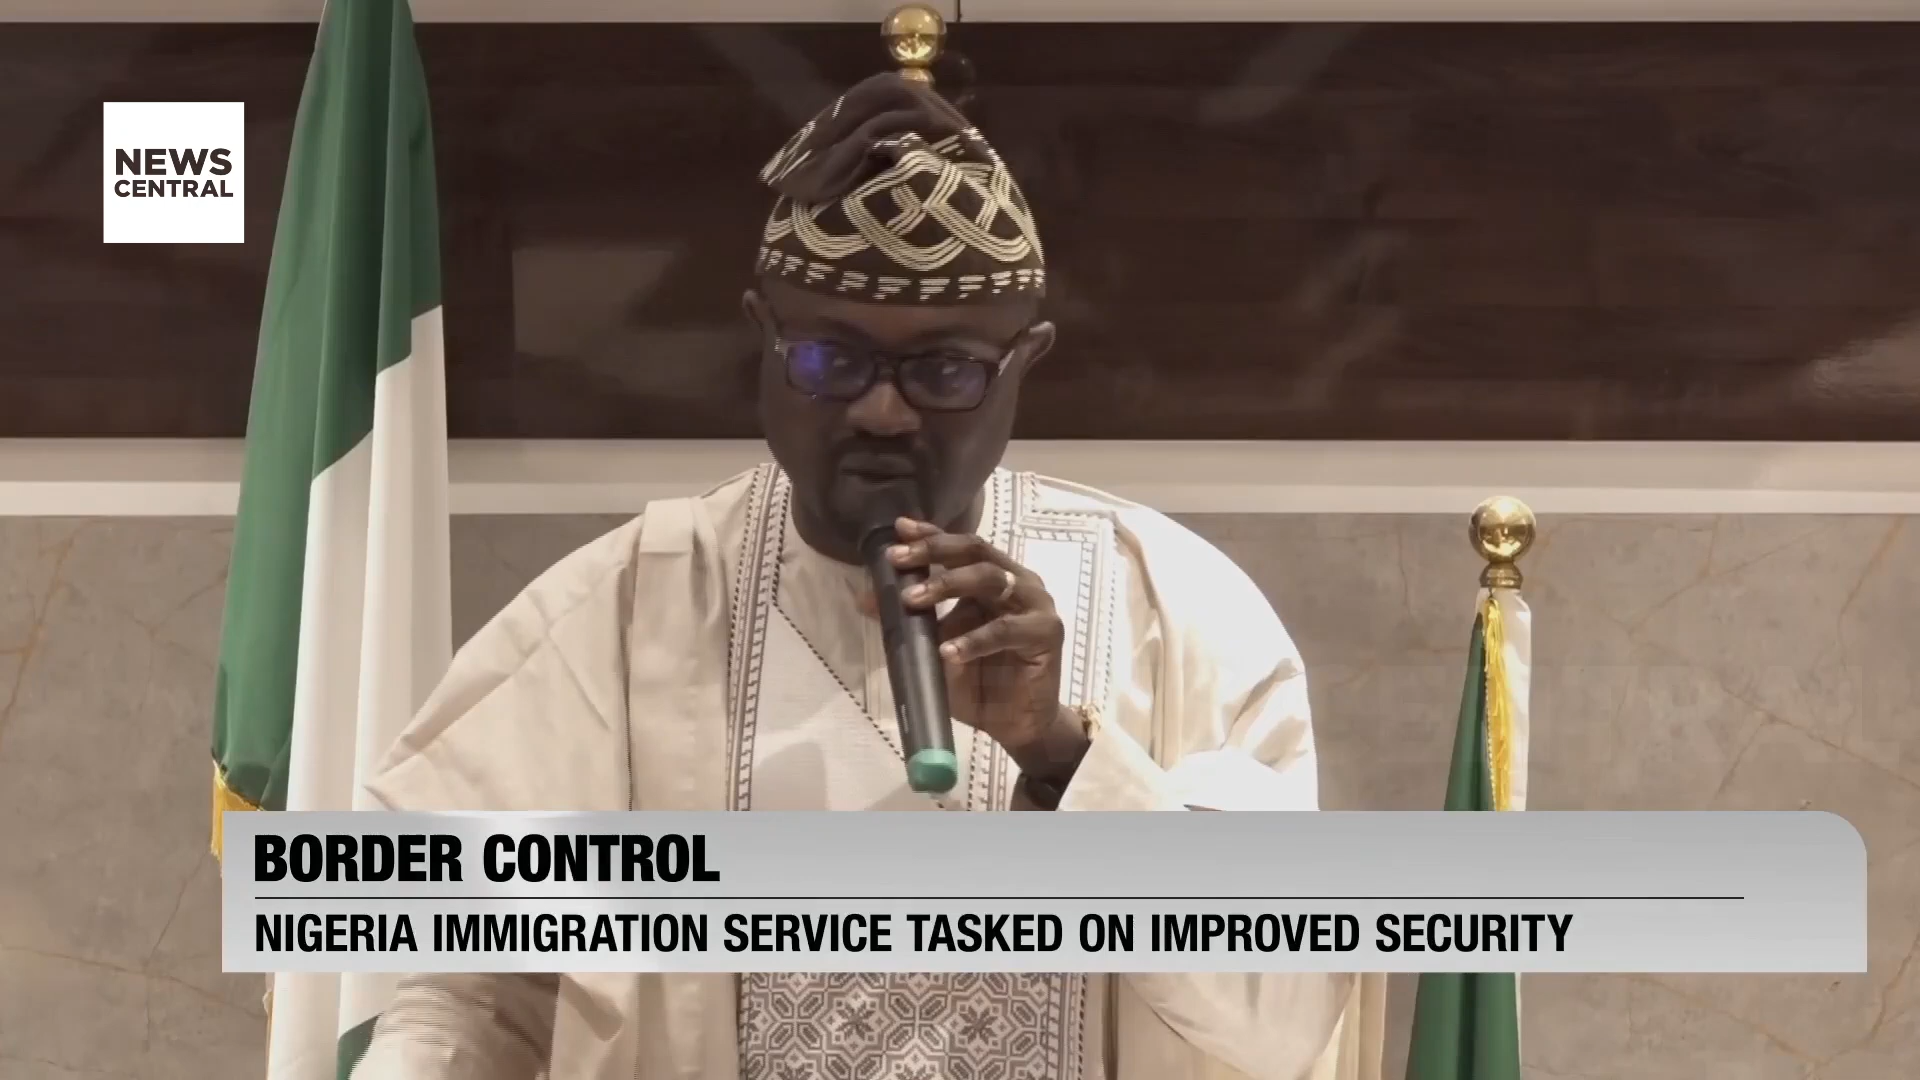 NEWS
CENTRAL
BORDER CONTROL
NIGERIA IMMIGRATION SERVICE TASKED ON IMPROVED SECURITY